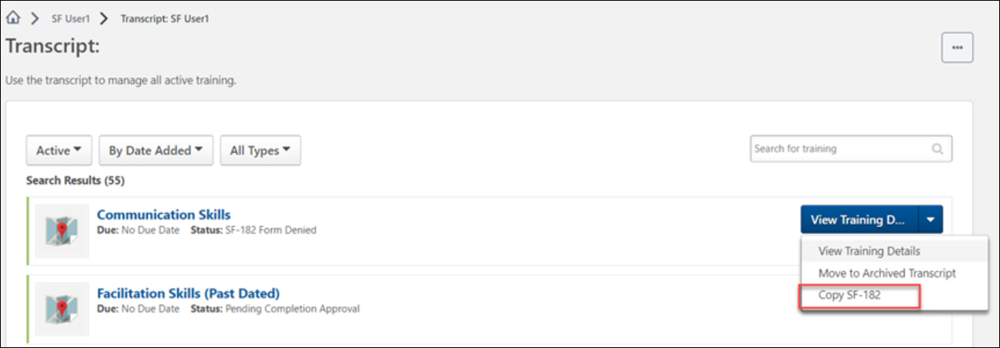 SF User1 Transcript: SF User1
Transcript:
...
Use the transcript to manage all active training.
Active By Date Added All Types Search for training
Search Results (55)
Communication Skills
Due: No Due Date Status: SF-182 Form Denied
View Training D...
View Training Details
Move to Archived Transcript
Copy SF-182
Facilitation Skills (Past Dated)
Due: No Due Date Status: Pending Completion Approval